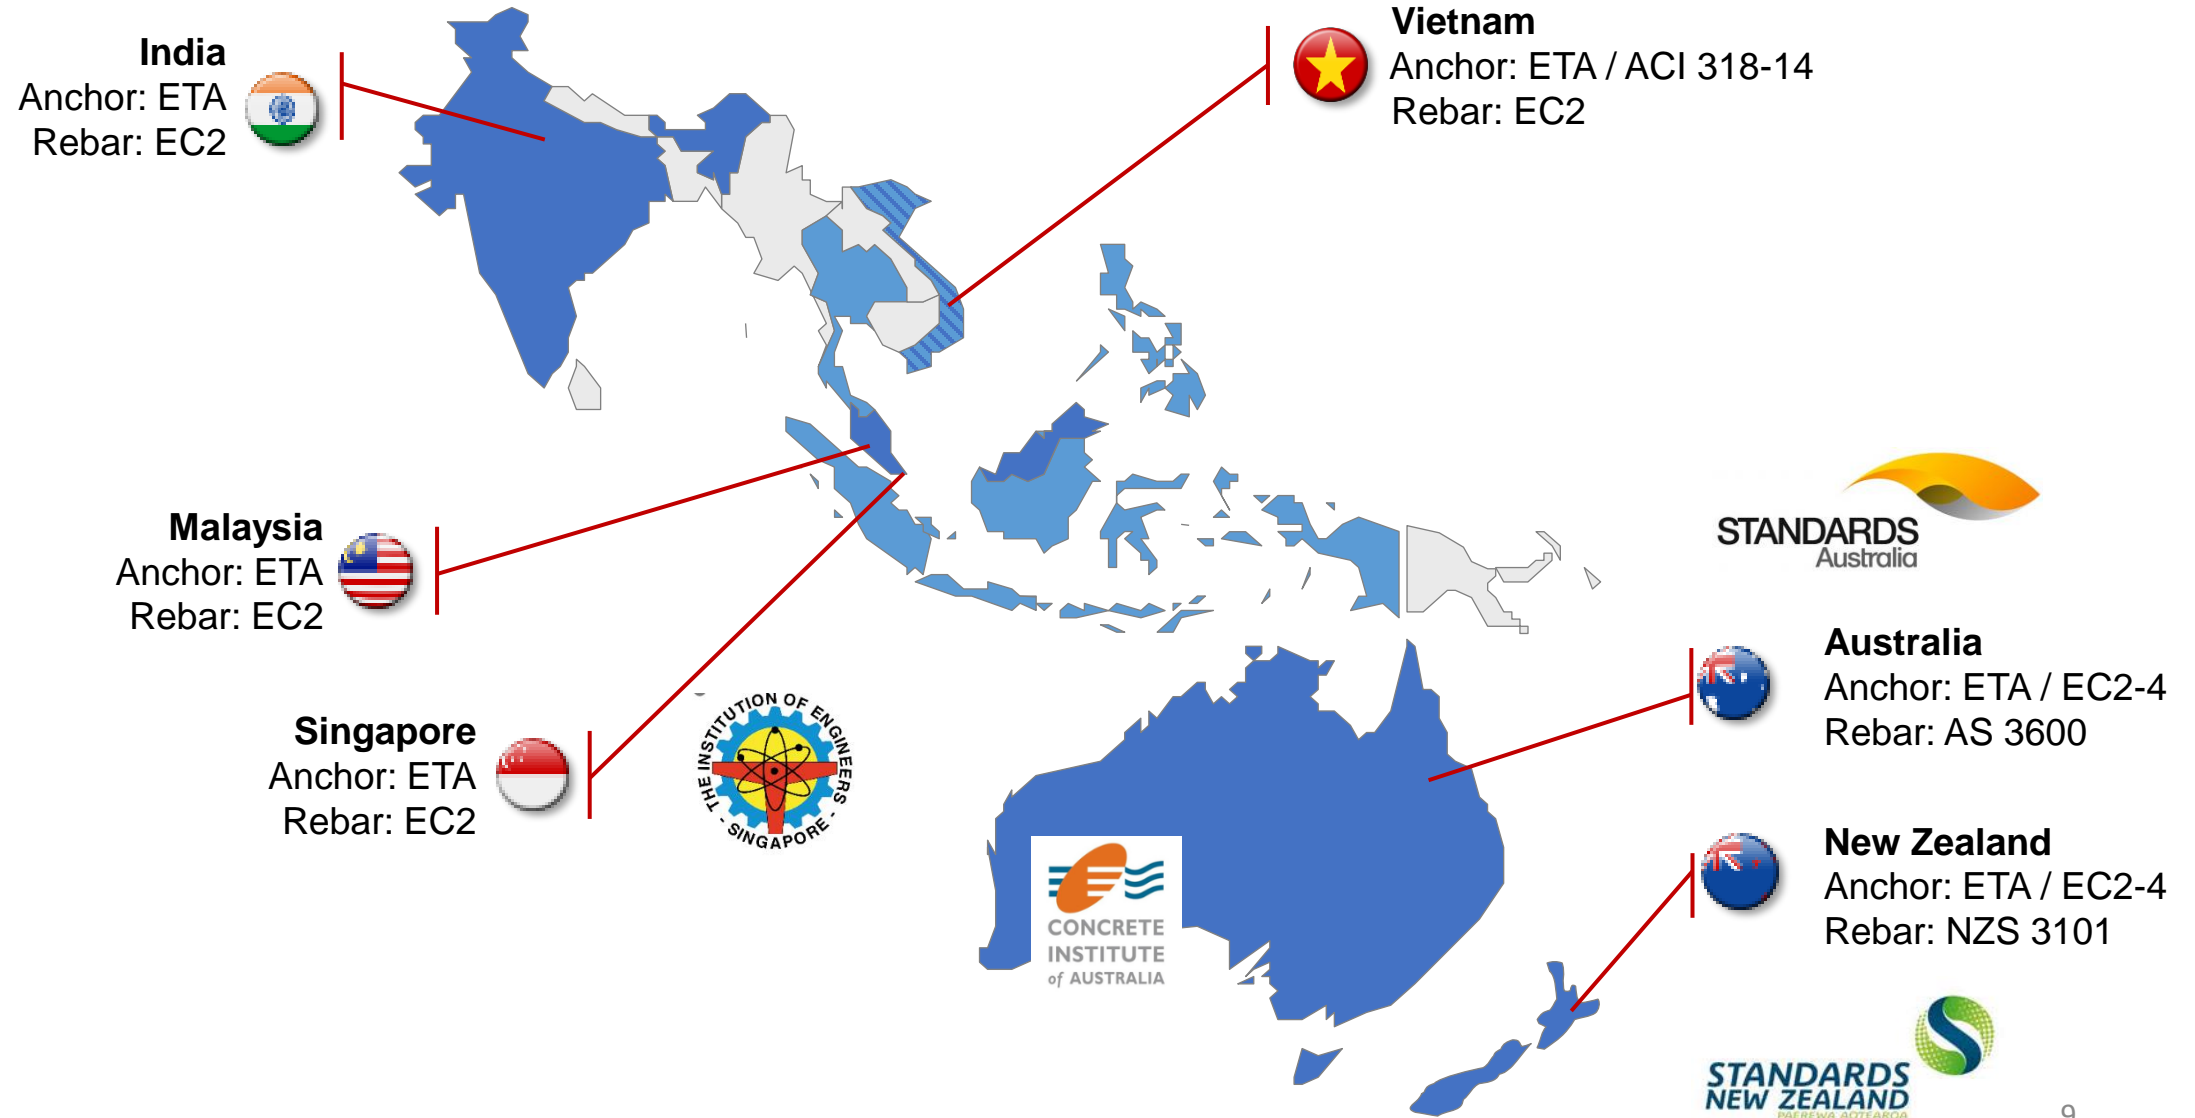 India
Anchor: ETA
Rebar: EC2
Vietnam
Anchor: ETA / ACI 318-14
Rebar: EC2
Malaysia
Anchor: ETA
Rebar: EC2
STANDARDS
Australia
Australia
Anchor: ETA / EC2-4
Rebar: AS 3600
Singapore
Anchor: ETA
Rebar: EC2
THE INSTITUTION OF ENGINEERS
- SINGAPORE -
CONCRETE
INSTITUTE
of AUSTRALIA
New Zealand
Anchor: ETA / EC2-4
Rebar: NZS 3101
STANDARDS
NEW ZEALAND
PAEREWA AOTEAROA
9